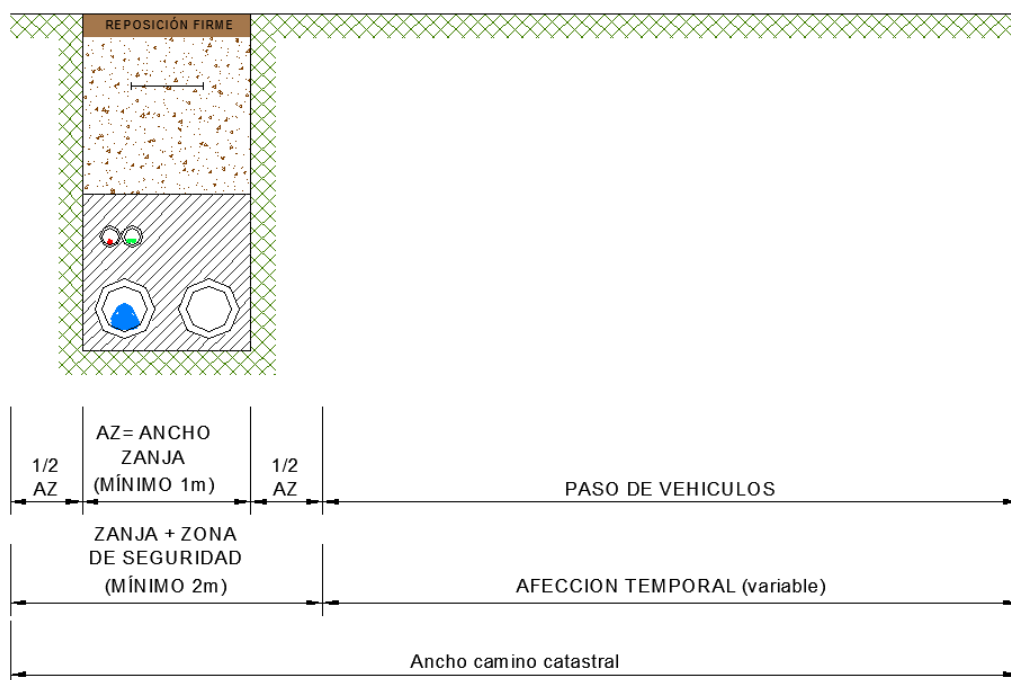 REPOSICIÓN FIRME
AZ= ANCHO
ZANJA
(MÍNIMO 1m)
1/2
AZ
1/2
AZ
PASO DE VEHICULOS
ZANJA + ZONA
DE SEGURIDAD
(MÍNIMO 2m)
AFECCION TEMPORAL (variable)
Ancho camino catastral